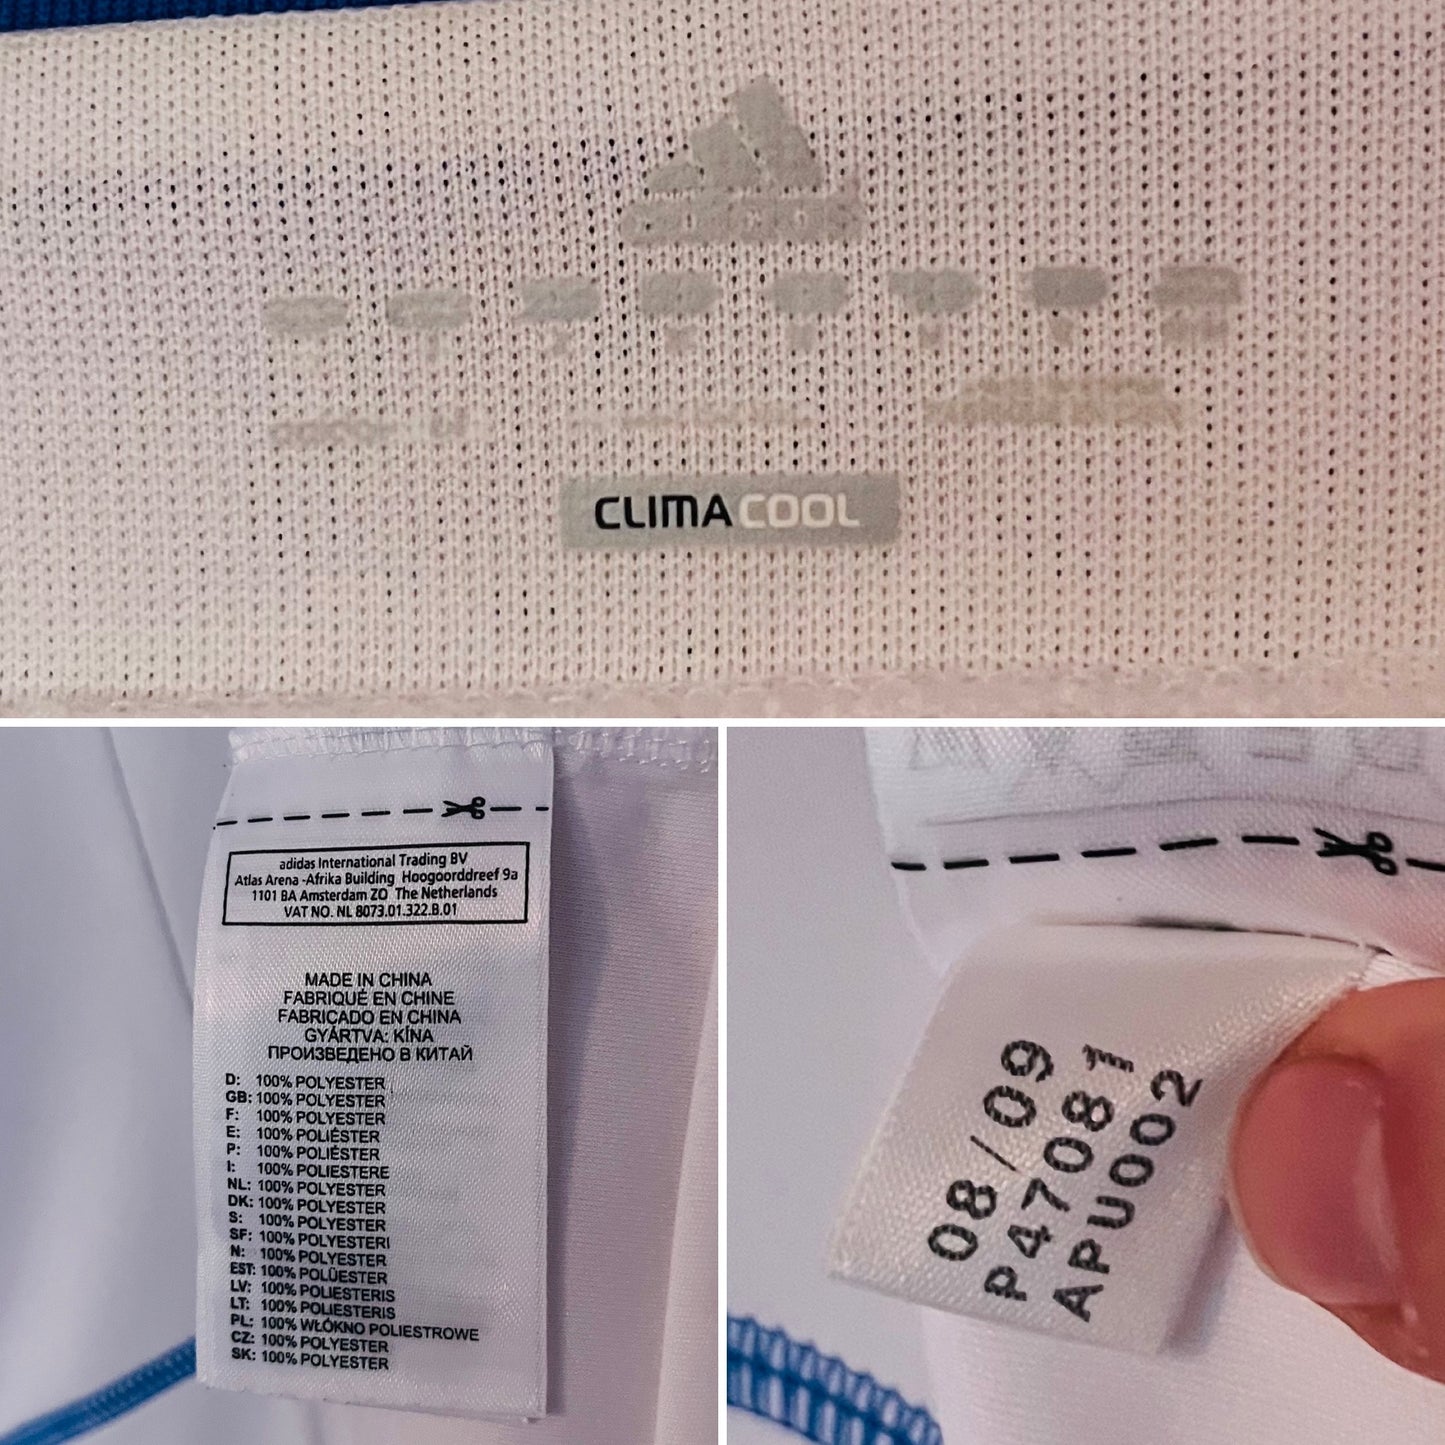 adidas
CLIMACOOL
adidas International Trading BV
Atlas Arena -Afrika Building Hoogoorddreef 9a
1101 BA Amsterdam ZO The Netherlands
VAT NO. NL 8073.01.322.B.01
MADE IN CHINA
FABRIQUÉ EN CHINE
FABRICADO EN CHINA
GYÁRTVA: KÍNA
ПРОИЗВЕДЕНО В КИТАЙ
D: 100% POLYESTER
GB: 100% POLYESTER
F: 100% POLYESTER
E: 100% POLIÉSTER
P: 100% POLIÉSTER
I: 100% POLIESTERE
NL: 100% POLYESTER
DK: 100% POLYESTER
S: 100% POLYESTER
SF: 100% POLYESTERI
N: 100% POLYESTER
EST: 100% POLÜESTER
LV: 100% POLIESTERIS
LT: 100% POLIESTERIS
PL: 100% WŁÓKNO POLIESTROWE
CZ: 100% POLYESTER
SK: 100% POLYESTER
08/09
P47081
APU002